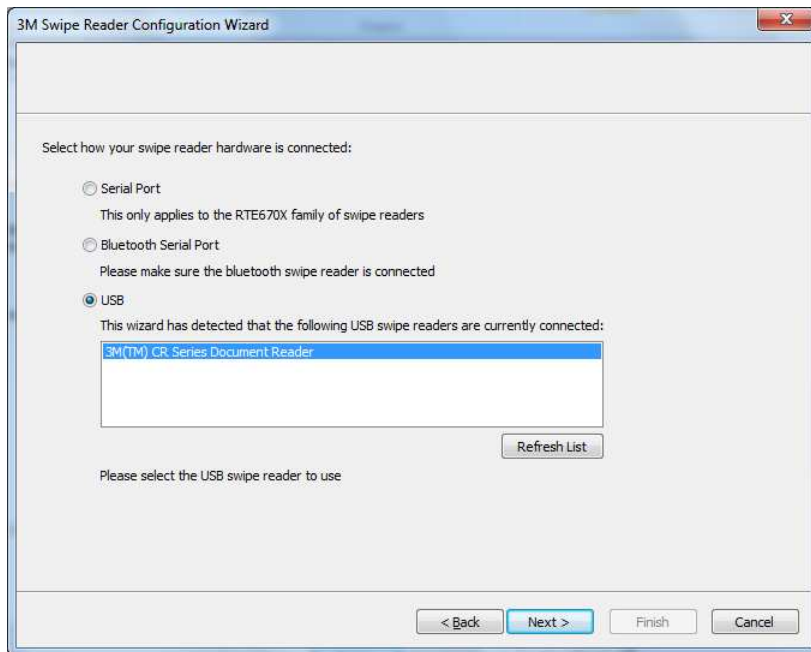 3M Swipe Reader Configuration Wizard
Select how your swipe reader hardware is connected:
Serial Port
This only applies to the RTE670X family of swipe readers
Bluetooth Serial Port
Please make sure the bluetooth swipe reader is connected
USB
This wizard has detected that the following USB swipe readers are currently connected:
3M(TM) CR Series Document Reader
Refresh List
Please select the USB swipe reader to use
< Back Next > Finish Cancel